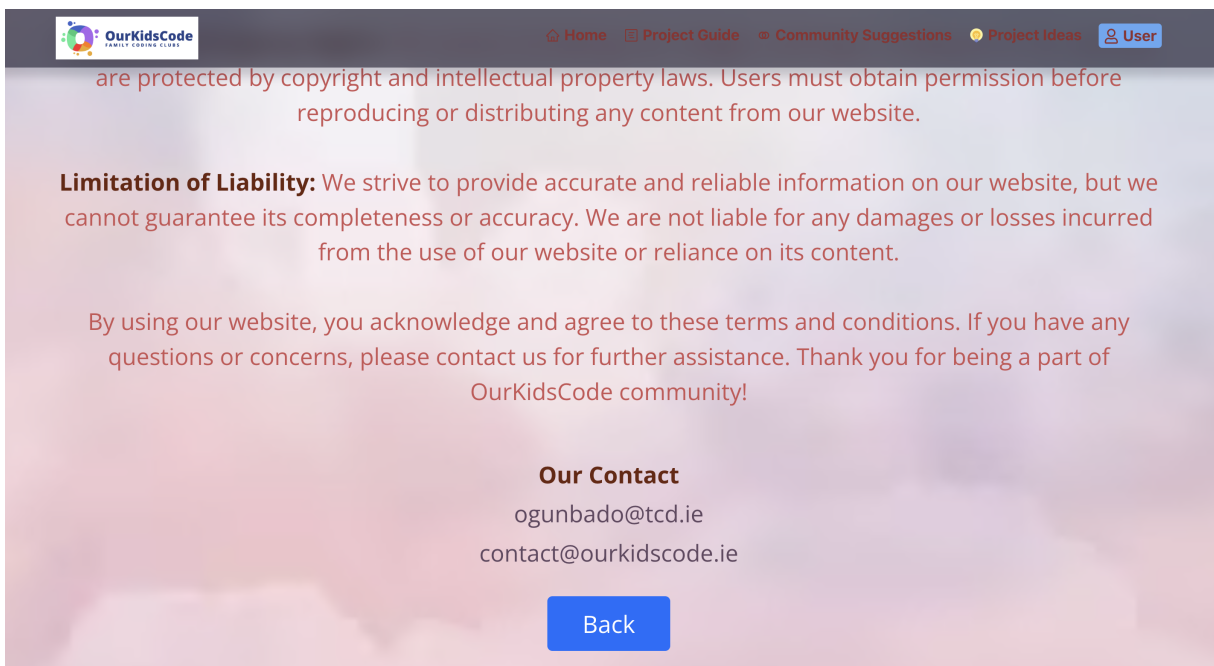 OurKidsCode
FAMILY CODING CLUBS
Home Project Guide Community Suggestions Project Ideas User
are protected by copyright and intellectual property laws. Users must obtain permission before
reproducing or distributing any content from our website.
Limitation of Liability: We strive to provide accurate and reliable information on our website, but we
cannot guarantee its completeness or accuracy. We are not liable for any damages or losses incurred
from the use of our website or reliance on its content.
By using our website, you acknowledge and agree to these terms and conditions. If you have any
questions or concerns, please contact us for further assistance. Thank you for being a part of
OurKidsCode community!
Our Contact
ogunbado@tcd.ie
contact@ourkidscode.ie
Back